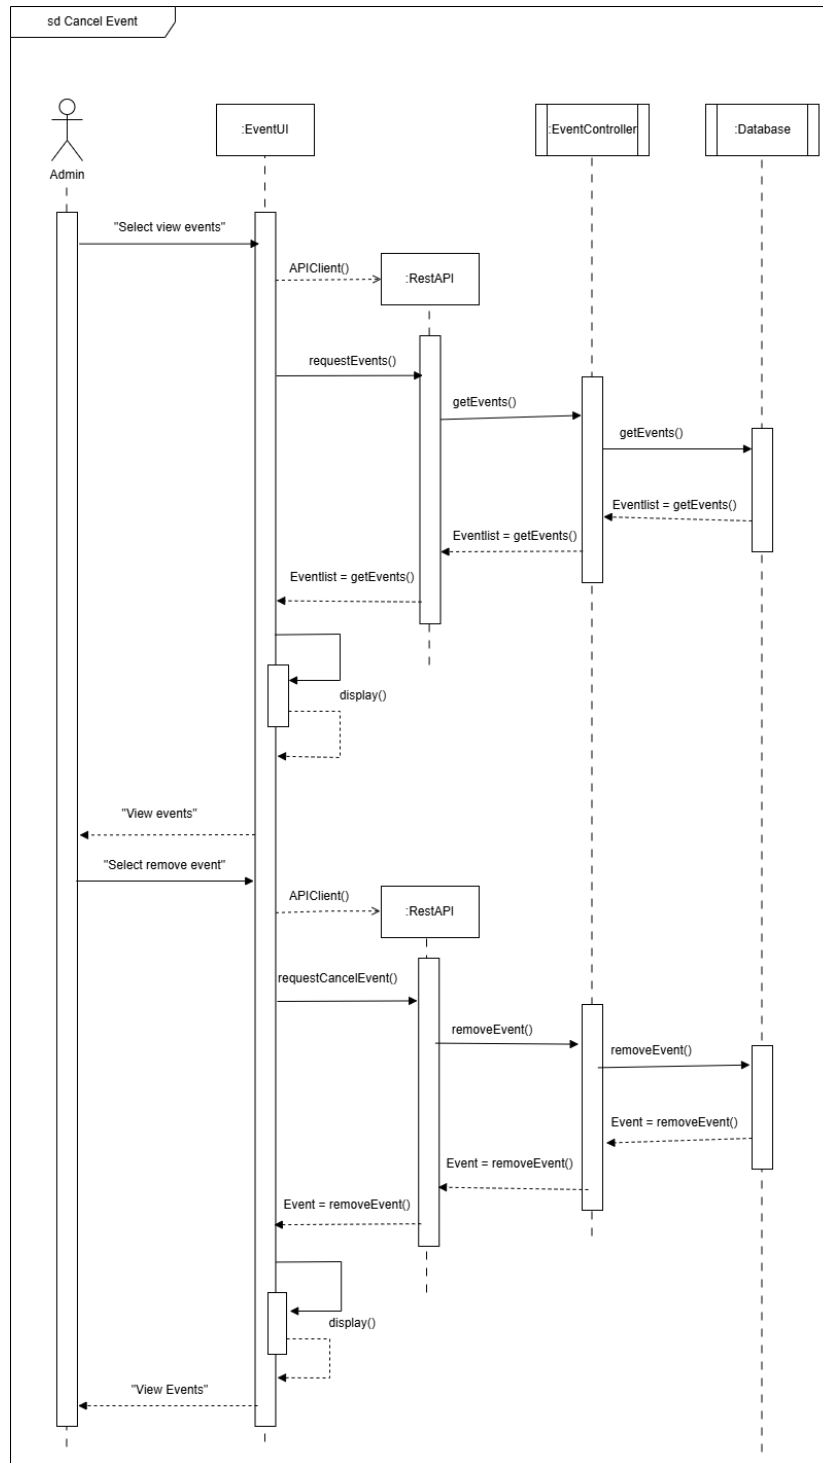 sd Cancel Event
:EventUI
:EventController
:Database
Admin
"Select view events"
APIClient()
:RestAPI
requestEvents()
getEvents()
getEvents()
Eventlist = getEvents()
Eventlist = getEvents()
Eventlist = getEvents()
display()
"View events"
"Select remove event"
APIClient()
:RestAPI
requestCancelEvent()
removeEvent()
removeEvent()
Event = removeEvent()
Event = removeEvent()
Event = removeEvent()
display()
"View Events"